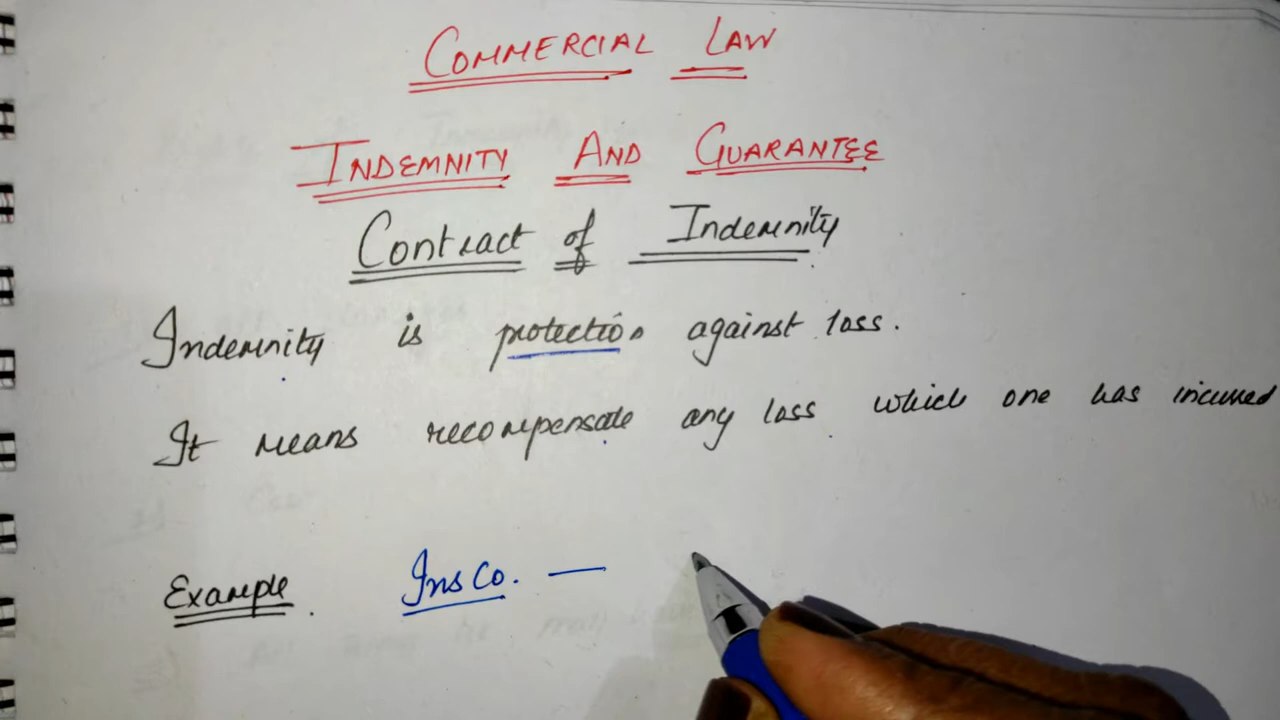 COMMERCIAL LAW
INDEMNITY AND GUARANTEE
Contract of Indemnity
Indemnity is protection against loss.
It means recompensate any loss which one has incurred
Example. Ins Co. —